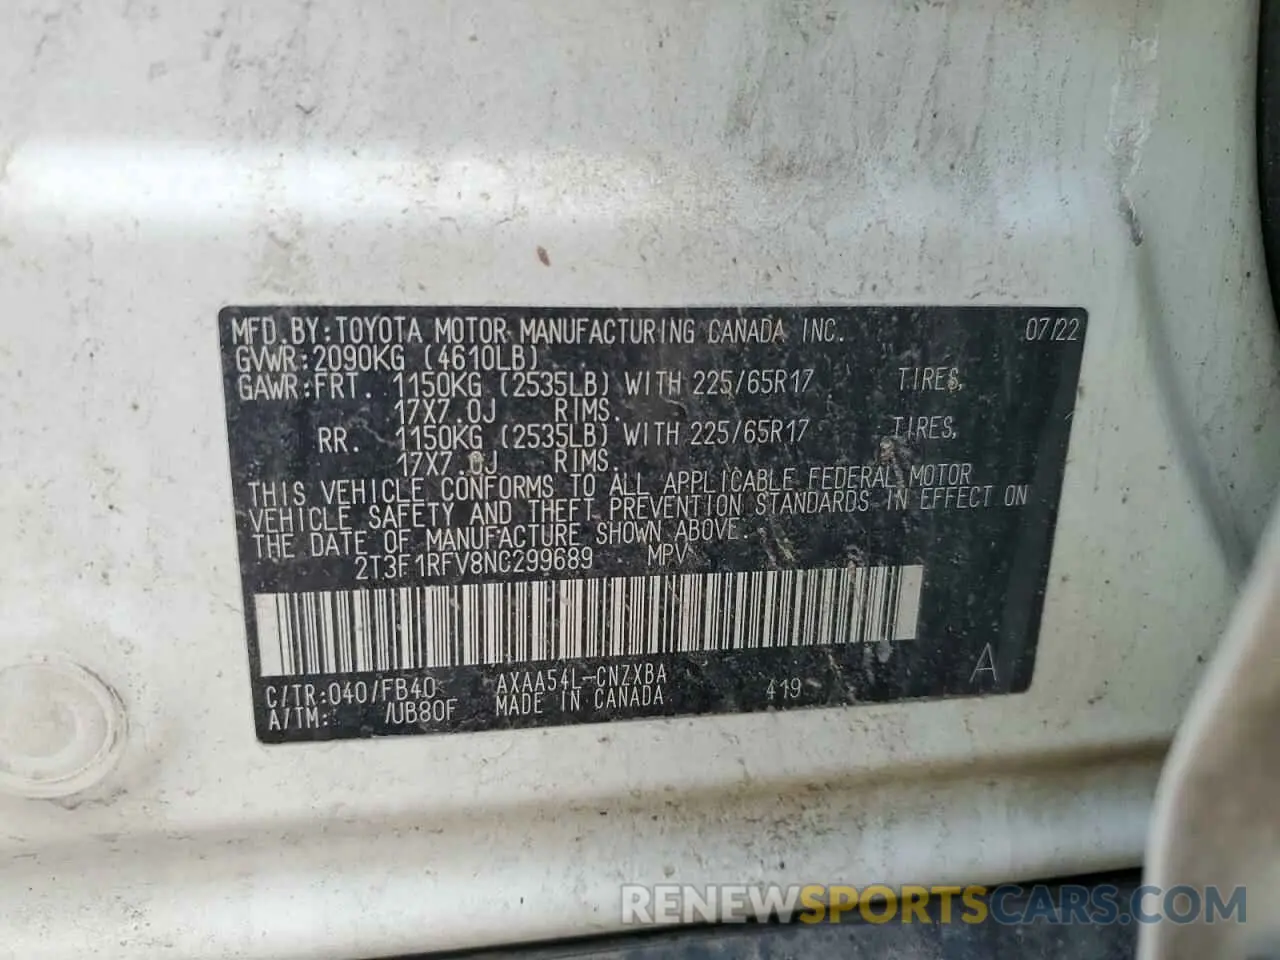 MFD.BY:TOYOTA MOTOR MANUFACTURING CANADA INC. 07/22
GVWR:2090KG (4610LB)
GAWR:FRT. 1150KG (2535LB) WITH 225/65R17 TIRES,
17X7.0J RIMS.
RR. 1150KG (2535LB) WITH 225/65R17 TIRES,
17X7.0J RIMS.
THIS VEHICLE CONFORMS TO ALL APPLICABLE FEDERAL MOTOR
VEHICLE SAFETY AND THEFT PREVENTION STANDARDS IN EFFECT ON
THE DATE OF MANUFACTURE SHOWN ABOVE.
2T3F1RFV8NC299689 MPV
C/TR:040/FB40 AXAA54L-CNZXBA 419 A
A/TM: /UB80F MADE IN CANADA
RENEWSPORTSCARS.COM